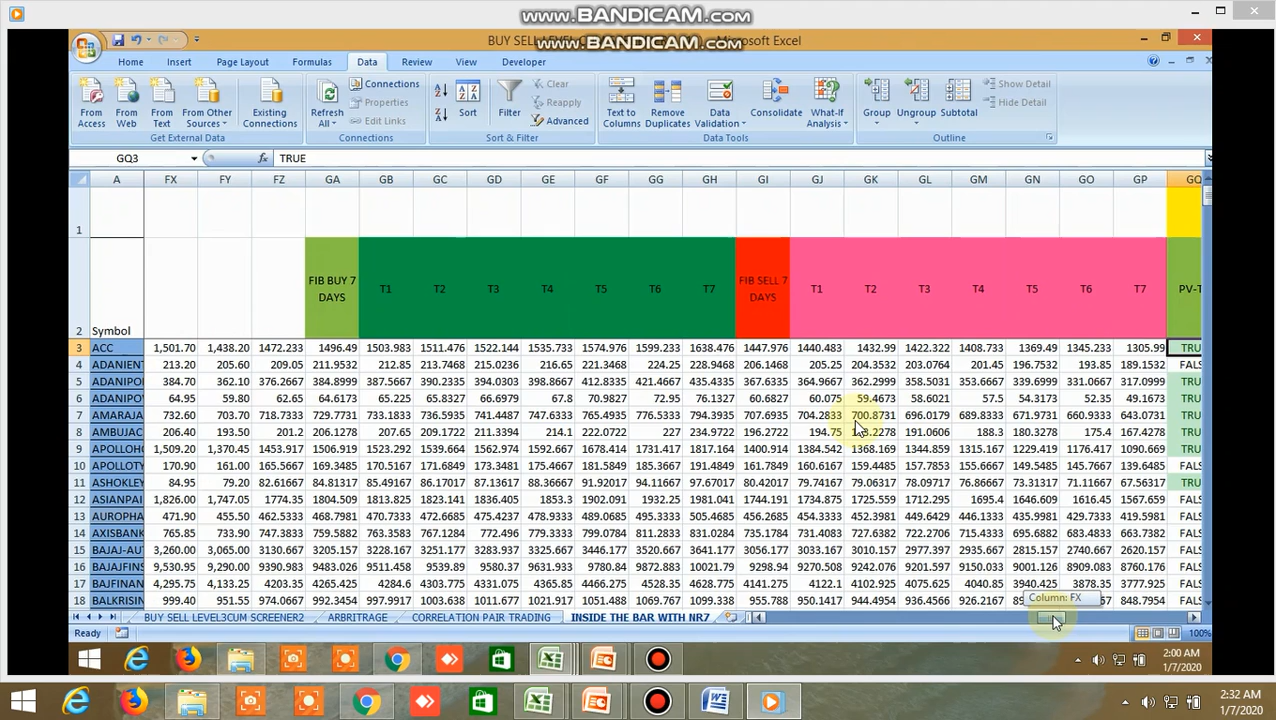 www.BANDICAM.com
BUY SELL LEVEL
www.BANDICAM.com
Microsoft Excel
Home Insert Page Layout Formulas Data Review View Developer
From Access From Web From Text From Other Sources Existing Connections Refresh All Connections Properties Edit Links Sort Filter Clear Reapply Advanced Text to Columns Remove Duplicates Data Validation Consolidate What-If Analysis Group Ungroup Subtotal Show Detail Hide Detail
Get External Data Connections Sort & Filter Data Tools Outline
GQ3 fx TRUE
A FX FY FZ GA GB GC GD GE GF GG GH GI GJ GK GL GM GN GO GP GQ
1
2 Symbol FIB BUY 7 DAYS T1 T2 T3 T4 T5 T6 T7 FIB SELL 7 DAYS T1 T2 T3 T4 T5 T6 T7 PV-T
3 ACC 1,501.70 1,438.20 1472.233 1496.49 1503.983 1511.476 1522.144 1535.733 1574.976 1599.233 1638.476 1447.976 1440.483 1432.99 1422.322 1408.733 1369.49 1345.233 1305.99 TRU
4 ADANIEN 213.20 205.60 209.05 211.9532 212.85 213.7468 215.0236 216.65 221.3468 224.25 228.9468 206.1468 205.25 204.3532 203.0764 201.45 196.7532 193.85 189.1532 FALS
5 ADANIPO 384.70 362.10 376.2667 384.8999 387.5667 390.2335 394.0303 398.8667 412.8335 421.4667 435.4335 367.6335 364.9667 362.2999 358.5031 353.6667 339.6999 331.0667 317.0999 TRU
6 ADANIPOV 64.95 59.80 62.55 64.6173 65.225 65.8327 66.6979 67.8 70.9827 72.95 76.1327 60.6827 60.075 59.4673 58.6021 57.5 54.3173 52.35 49.1673 TRU
7 AMARAJA 732.60 703.70 718.7333 729.7731 733.1833 736.5935 741.4487 747.6333 765.4935 776.5333 794.3935 707.6935 704.2833 700.8731 696.0179 689.8333 671.9731 660.9333 643.0731 TRU
8 AMBUJAC 206.40 193.50 201.2 206.1278 207.65 209.1722 211.3394 214.1 222.0722 227 234.9722 196.2722 194.75 .2278 191.0606 188.3 180.3278 175.4 167.4278 TRU
9 APOLLOHO 1,509.20 1,370.45 1453.917 1506.919 1523.292 1539.664 1562.974 1592.667 1678.414 1731.417 1817.164 1400.914 1384.542 1368.169 1344.859 1315.167 1229.419 1176.417 1090.669 TRU
10 APOLLOTY 170.90 161.00 165.5667 169.3485 170.5167 171.6849 173.3481 175.4667 181.5849 185.3667 191.4849 161.7849 160.6167 159.4485 157.7853 155.6667 149.5485 145.7667 139.6485 FALS
11 ASHOKLEY 84.95 79.20 82.61667 84.81317 85.49167 86.17017 87.13617 88.36667 91.92017 94.11667 97.67017 80.42017 79.74167 79.06317 78.09717 76.86667 73.31317 71.11667 67.56317 TRU
12 ASIANPAI 1,826.00 1,747.05 1774.35 1804.509 1813.825 1823.141 1836.405 1853.3 1902.091 1932.25 1981.041 1744.191 1734.875 1725.559 1712.295 1695.4 1646.609 1616.45 1567.659 FALS
13 AUROPHA 471.90 455.50 462.5333 468.7981 470.7333 472.6685 475.4237 478.9333 489.0685 495.3333 505.4685 456.2685 454.3333 452.3981 449.6429 446.1333 435.9981 429.7333 419.5981 FALS
14 AXISBANK 765.85 733.90 747.3833 759.5882 763.3583 767.1284 772.496 779.3333 799.0784 811.2833 831.0284 735.1784 731.4083 727.6382 722.2706 715.4333 695.6882 683.4833 663.7382 FALS
15 BAJAJ-AUT 3,260.00 3,065.00 3130.667 3205.157 3228.167 3251.177 3283.937 3325.667 3446.177 3520.667 3641.177 3056.177 3033.167 3010.157 2977.397 2935.667 2815.157 2740.667 2620.157 FALS
16 BAJAJFINS 9,530.95 9,290.00 9390.983 9483.026 9511.458 9539.89 9580.37 9631.933 9780.84 9872.883 10021.79 9298.94 9270.508 9242.076 9201.597 9150.033 9001.126 8909.083 8760.176 FALS
17 BAJFINAN 4,295.75 4,133.25 4203.35 4265.425 4284.6 4303.775 4331.075 4365.85 4466.275 4528.35 4628.775 4141.275 4122.1 4102.925 4075.625 4040.85 3940.425 3878.35 3777.925 FALS
18 BALKRISIN 999.40 951.55 974.0667 992.3454 997.9917 1003.638 1011.677 1021.917 1051.488 1069.767 1099.338 955.788 950.1417 944.4954 936.4566 926.2167 848.7954 FALS
Column: FX
BUY SELL LEVEL3CUM SCREENER2 ARBITRAGE CORRELATION PAIR TRADING INSIDE THE BAR WITH NR7
Ready 100%
2:00 AM
1/7/2020
2:32 AM
1/7/2020